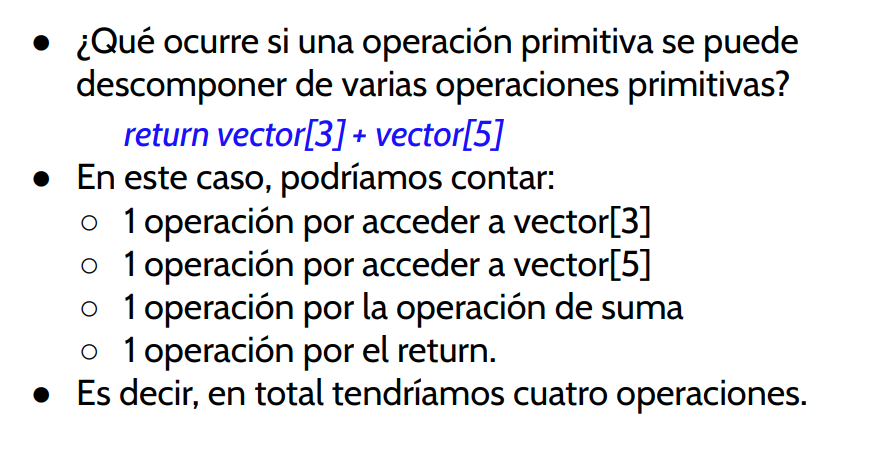 ● ¿Qué ocurre si una operación primitiva se puede
descomponer de varias operaciones primitivas?
return vector[3] + vector[5]
● En este caso, podríamos contar:
○ 1 operación por acceder a vector[3]
○ 1 operación por acceder a vector[5]
○ 1 operación por la operación de suma
○ 1 operación por el return.
● Es decir, en total tendríamos cuatro operaciones.